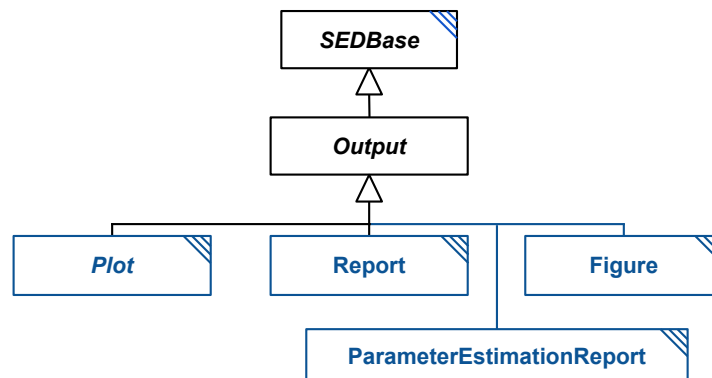 SEDBase
Output
Plot
Report
Figure
ParameterEstimationReport